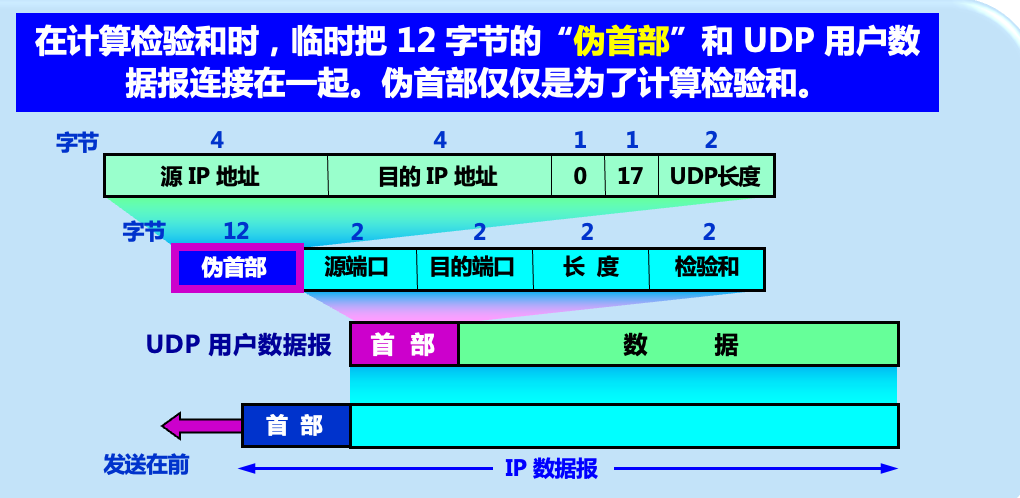 在计算检验和时，临时把 12 字节的“伪首部”和 UDP 用户数
据报连接在一起。伪首部仅仅是为了计算检验和。
字节 4 4 1 1 2
源 IP 地址 目的 IP 地址 0 17 UDP长度
字节 12 2 2 2 2
伪首部 源端口 目的端口 长 度 检验和
UDP 用户数据报 首 部 数 据
首 部
发送在前
IP 数据报